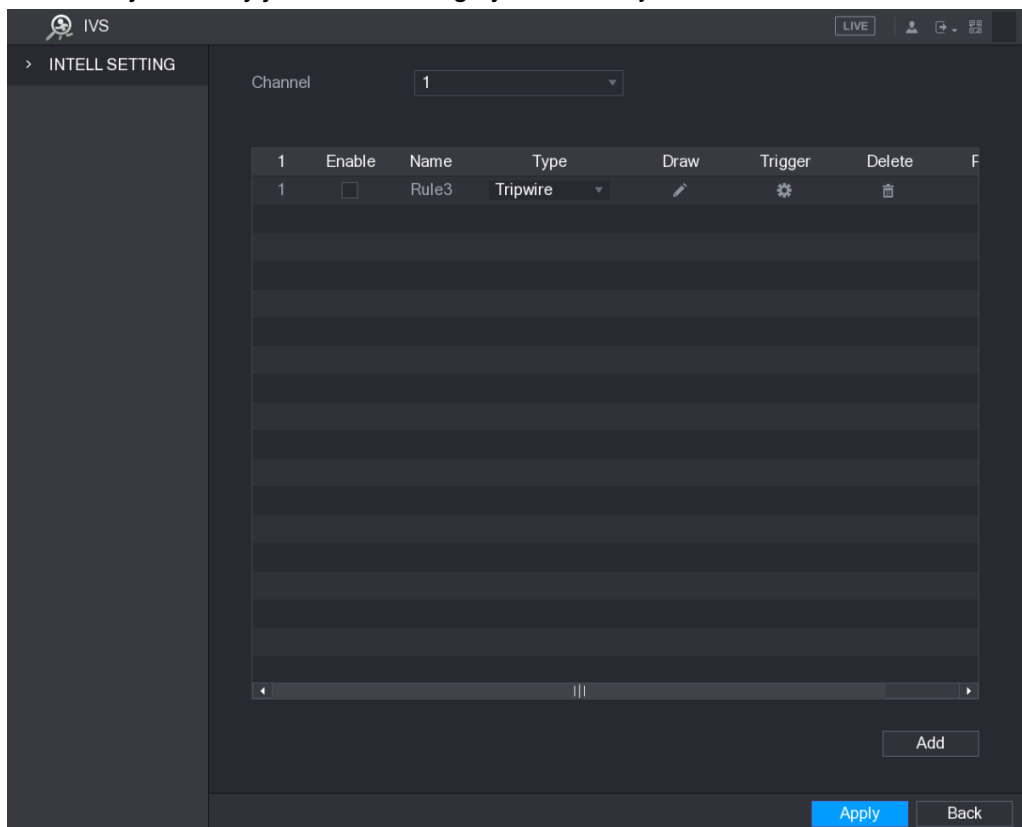 IVS LIVE
INTELL SETTING
Channel 1
1 Enable Name Type Draw Trigger Delete
1 Rule3 Tripwire
Add
Apply Back